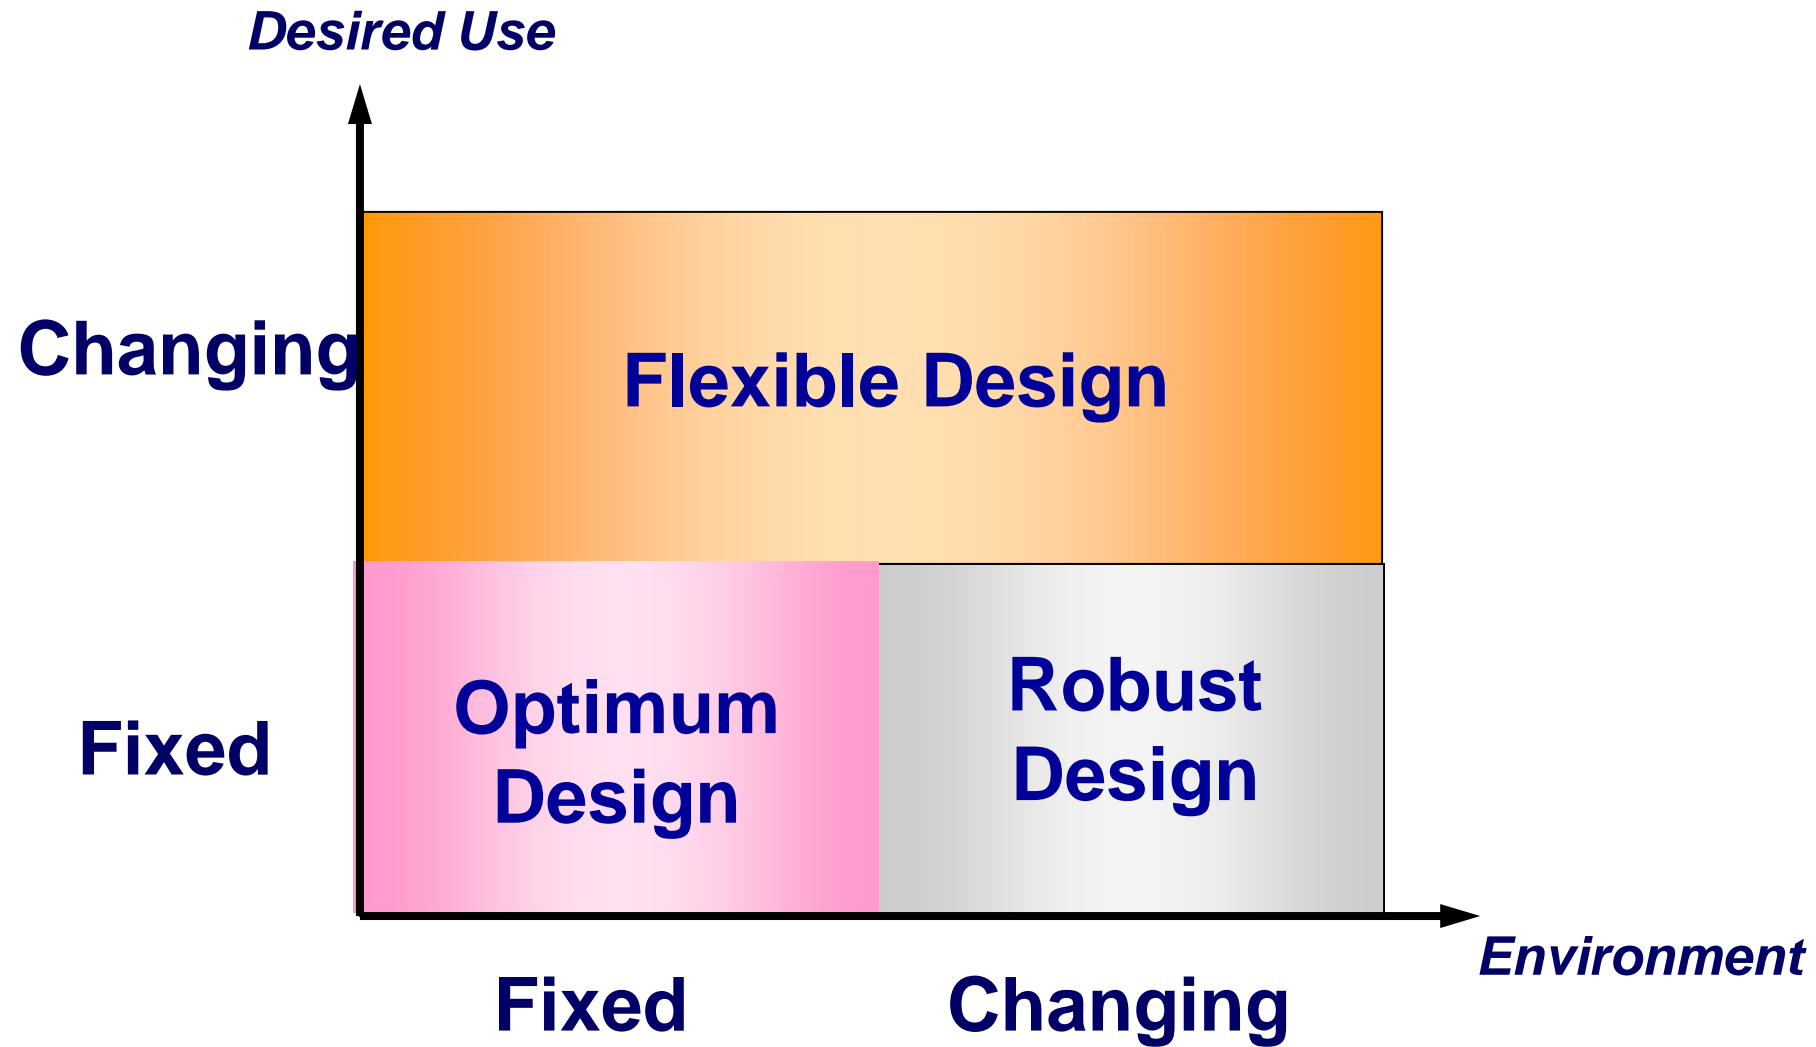 Desired Use
Changing
Flexible Design
Optimum
Design
Robust
Design
Fixed
Environment
Fixed
Changing